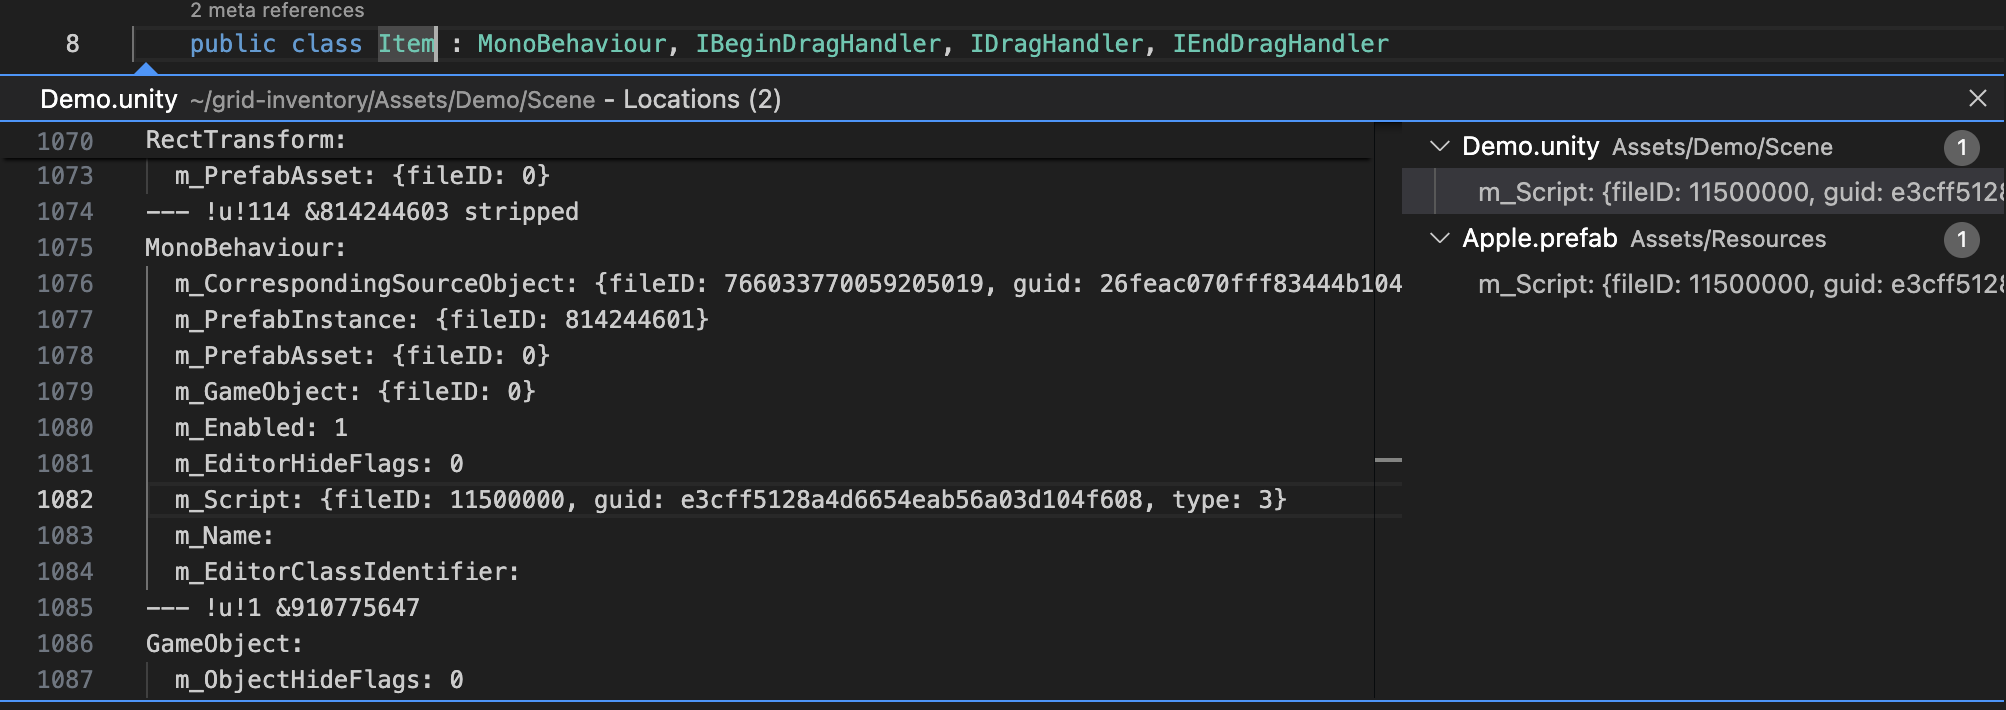 2 meta references
8 public class Item : MonoBehaviour, IBeginDragHandler, IDragHandler, IEndDragHandler
Demo.unity ~/grid-inventory/Assets/Demo/Scene – Locations (2)
1070 RectTransform:
1073 m_PrefabAsset: {fileID: 0}
1074 --- !u!114 &814244603 stripped
1075 MonoBehaviour:
1076 m_CorrespondingSourceObject: {fileID: 766033770059205019, guid: 26feac070fff83444b104
1077 m_PrefabInstance: {fileID: 814244601}
1078 m_PrefabAsset: {fileID: 0}
1079 m_GameObject: {fileID: 0}
1080 m_Enabled: 1
1081 m_EditorHideFlags: 0
1082 m_Script: {fileID: 11500000, guid: e3cff5128a4d6654eab56a03d104f608, type: 3}
1083 m_Name:
1084 m_EditorClassIdentifier:
1085 --- !u!1 &910775647
1086 GameObject:
1087 m_ObjectHideFlags: 0
Demo.unity Assets/Demo/Scene 1
m_Script: {fileID: 11500000, guid: e3cff5128
Apple.prefab Assets/Resources 1
m_Script: {fileID: 11500000, guid: e3cff5128